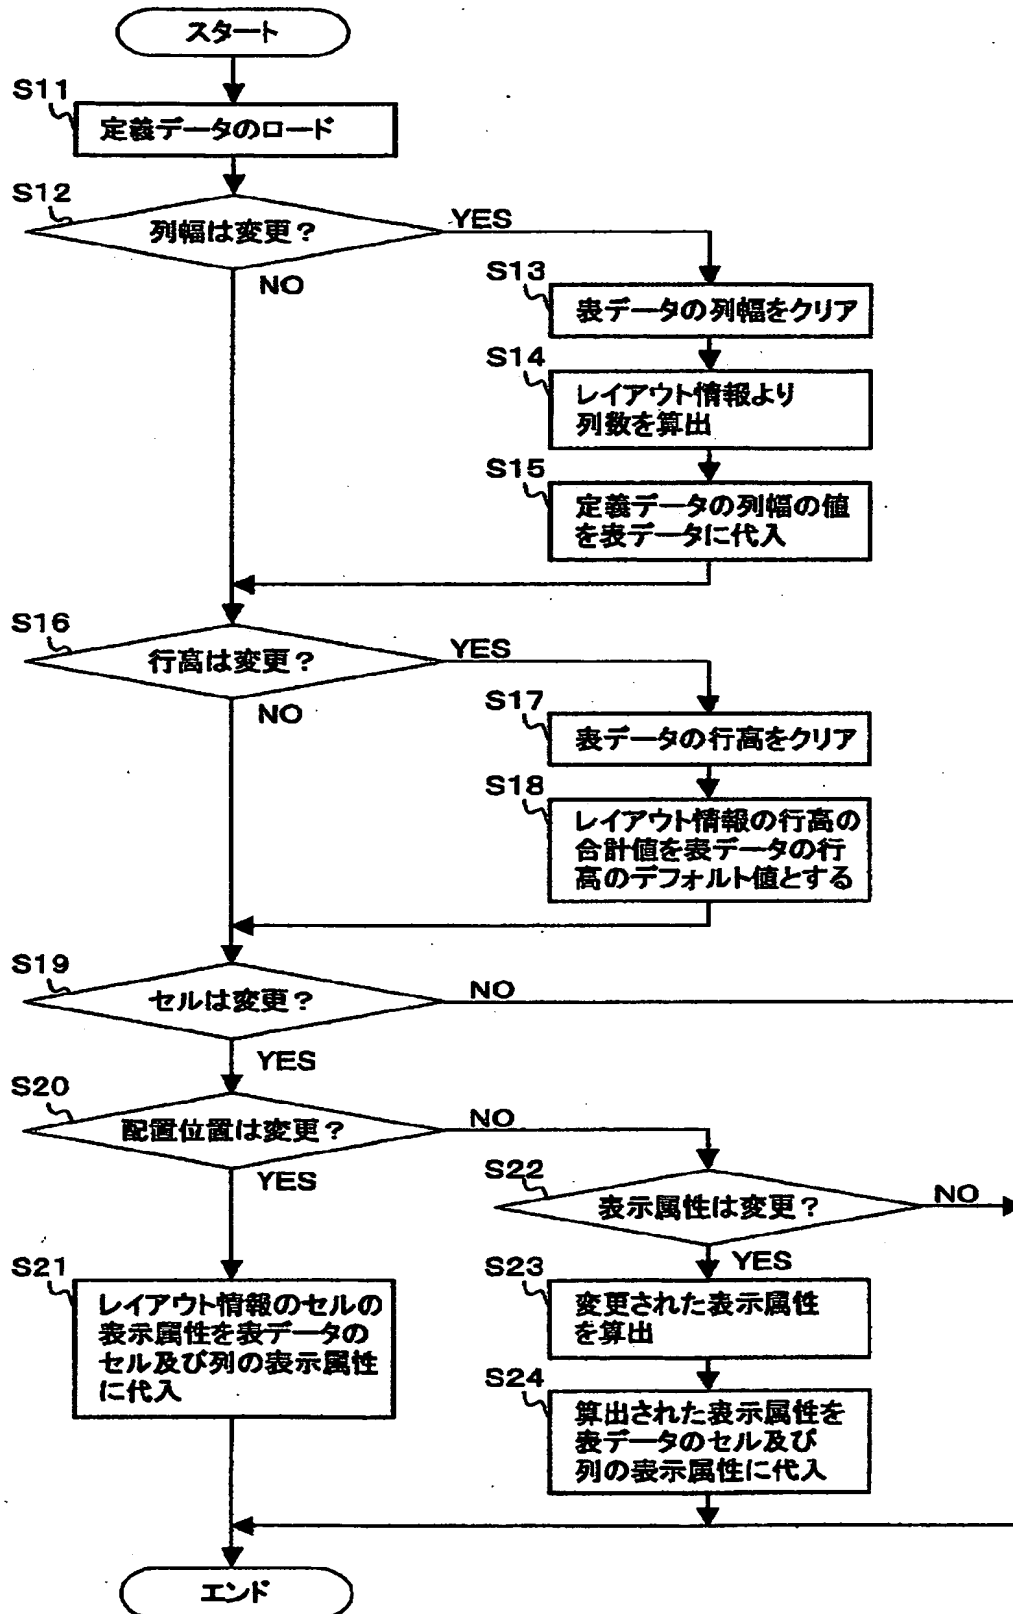 スタート
S11
定義データのロード
S12
列幅は変更？
YES
NO
S13
表データの列幅をクリア
S14
レイアウト情報より
列数を算出
S15
定義データの列幅の値
を表データに代入
S16
行高は変更？
YES
NO
S17
表データの行高をクリア
S18
レイアウト情報の行高の
合計値を表データの行
高のデフォルト値とする
S19
セルは変更？
NO
YES
S20
配置位置は変更？
NO
YES
S22
表示属性は変更？
NO
YES
S21
レイアウト情報のセルの
表示属性を表データの
セル及び列の表示属性
に代入
S23
変更された表示属性
を算出
S24
算出された表示属性を
表データのセル及び
列の表示属性に代入
エンド